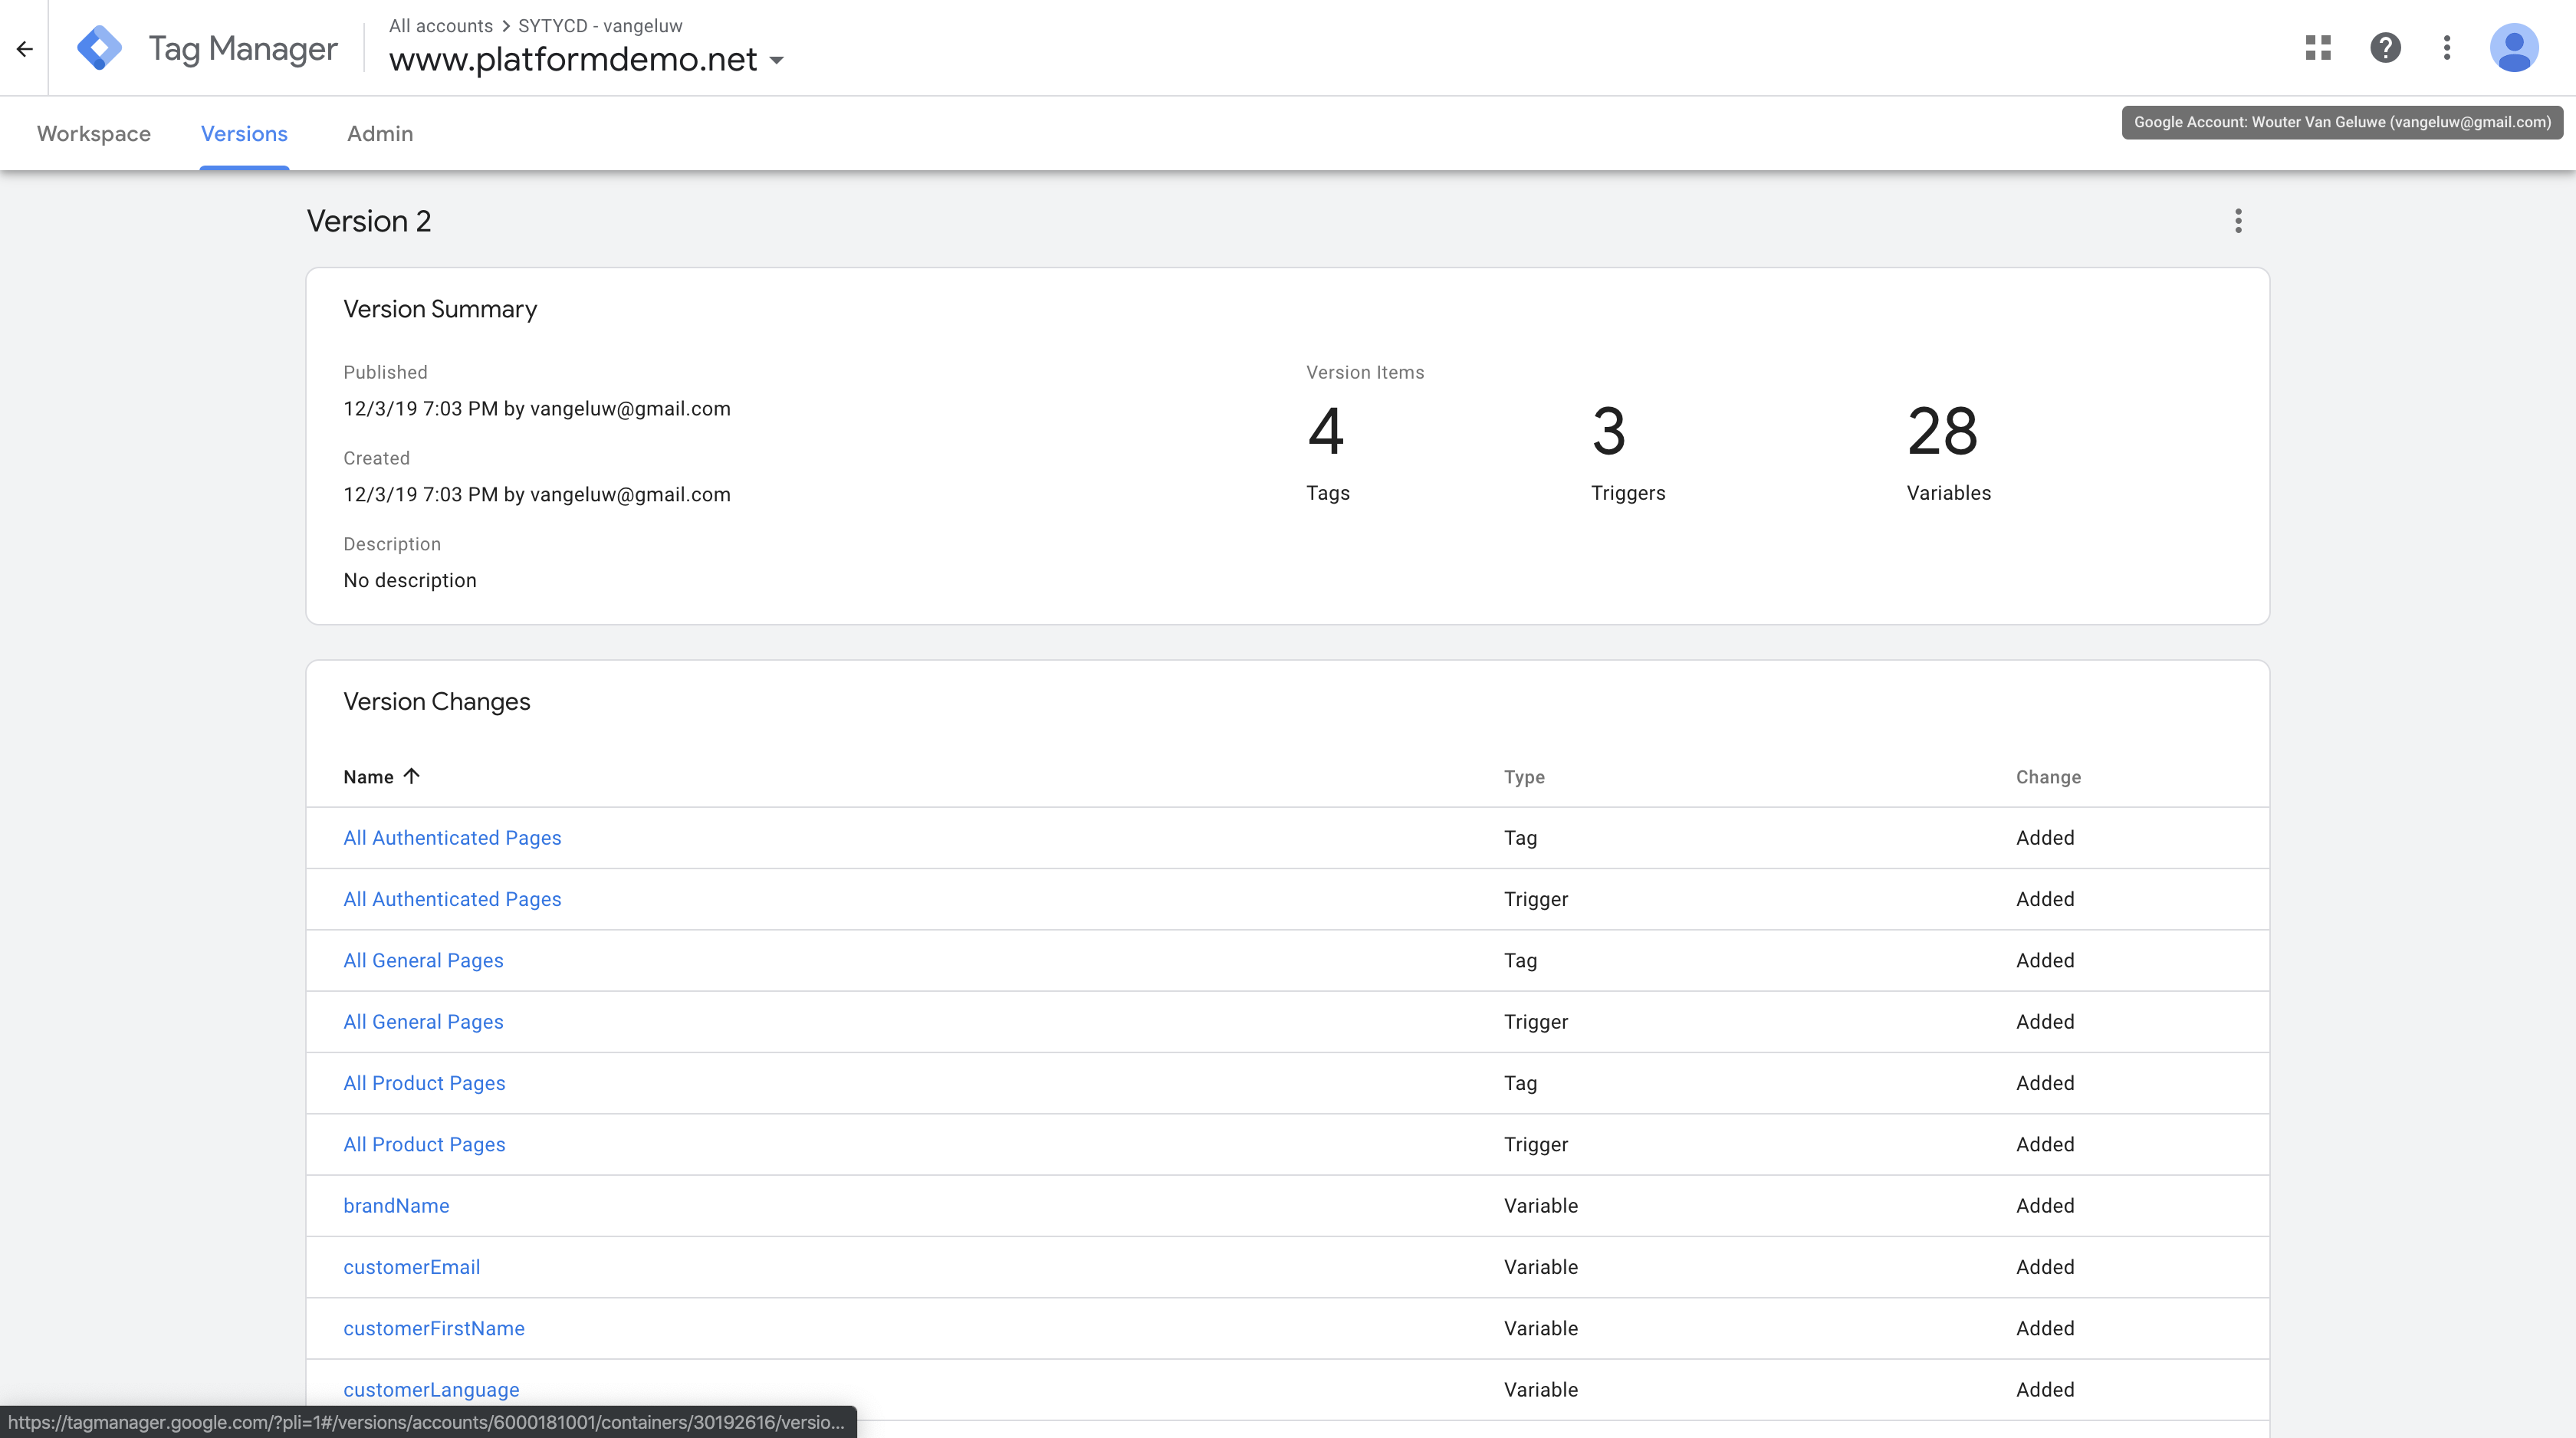 Tag Manager
All accounts > SYTYCD - vangeluw
www.platformdemo.net
Workspace
Versions
Admin
Google Account: Wouter Van Geluwe (vangeluw@gmail.com)
Version 2
Version Summary
Published
12/3/19 7:03 PM by vangeluw@gmail.com
Created
12/3/19 7:03 PM by vangeluw@gmail.com
Description
No description
Version Items
4 3 28
Tags Triggers Variables
Version Changes
Name Type Change
All Authenticated Pages Tag Added
All Authenticated Pages Trigger Added
All General Pages Tag Added
All General Pages Trigger Added
All Product Pages Tag Added
All Product Pages Trigger Added
brandName Variable Added
customerEmail Variable Added
customerFirstName Variable Added
customerLanguage Variable Added
https://tagmanager.google.com/?pli=1#/versions/accounts/6000181001/containers/30192616/versio...